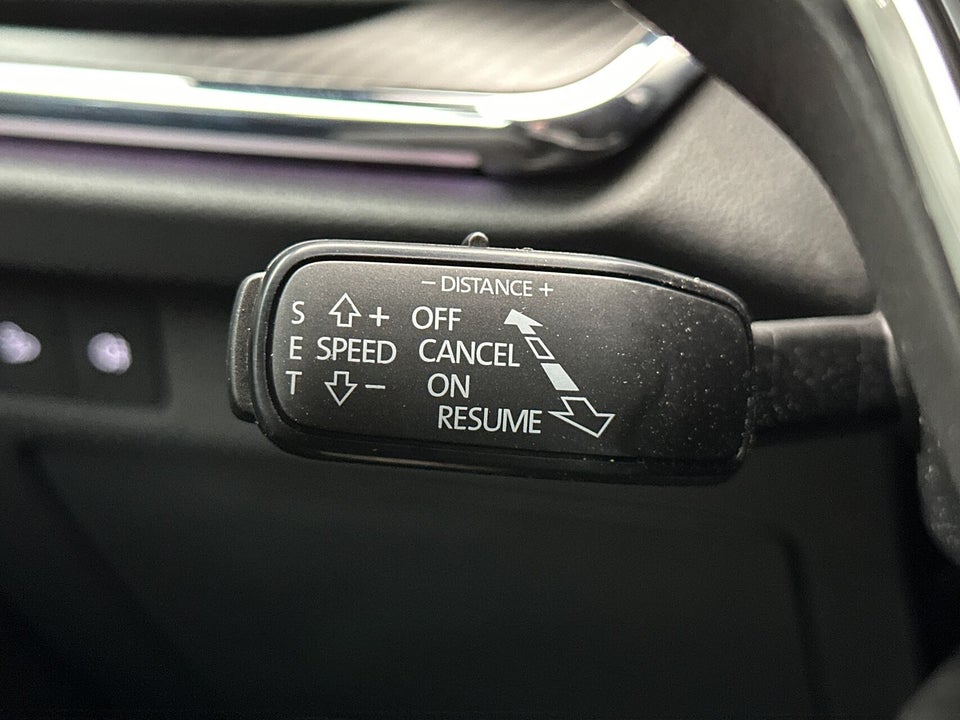 − DISTANCE +
S + OFF
E SPEED CANCEL
T − ON
RESUME